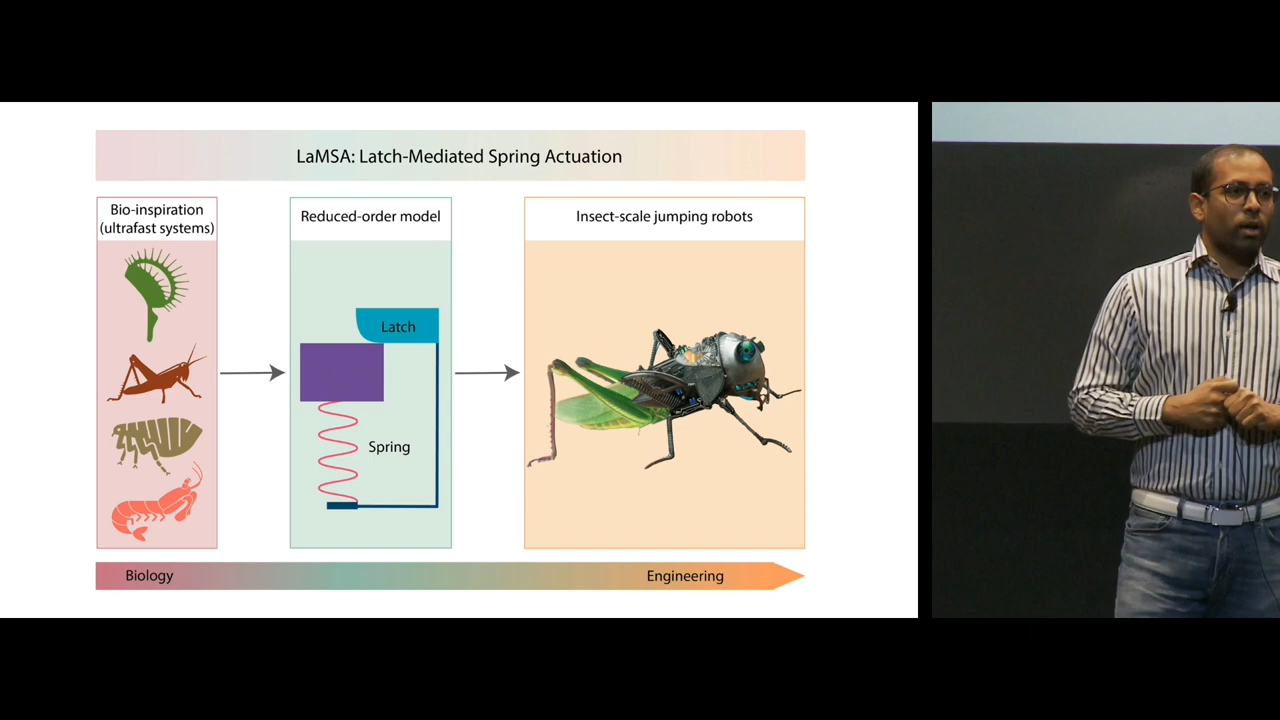 LaMSA: Latch-Mediated Spring Actuation
Bio-inspiration
(ultrafast systems)
Reduced-order model
Insect-scale jumping robots
Latch
Spring
Biology
Engineering